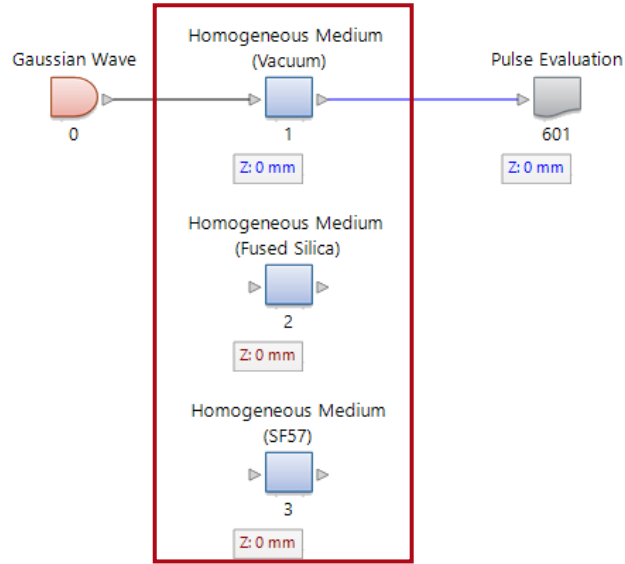 Homogeneous Medium
(Vacuum)
Gaussian Wave
Pulse Evaluation
0
1
601
Z: 0 mm
Z: 0 mm
Homogeneous Medium
(Fused Silica)
2
Z: 0 mm
Homogeneous Medium
(SF57)
3
Z: 0 mm